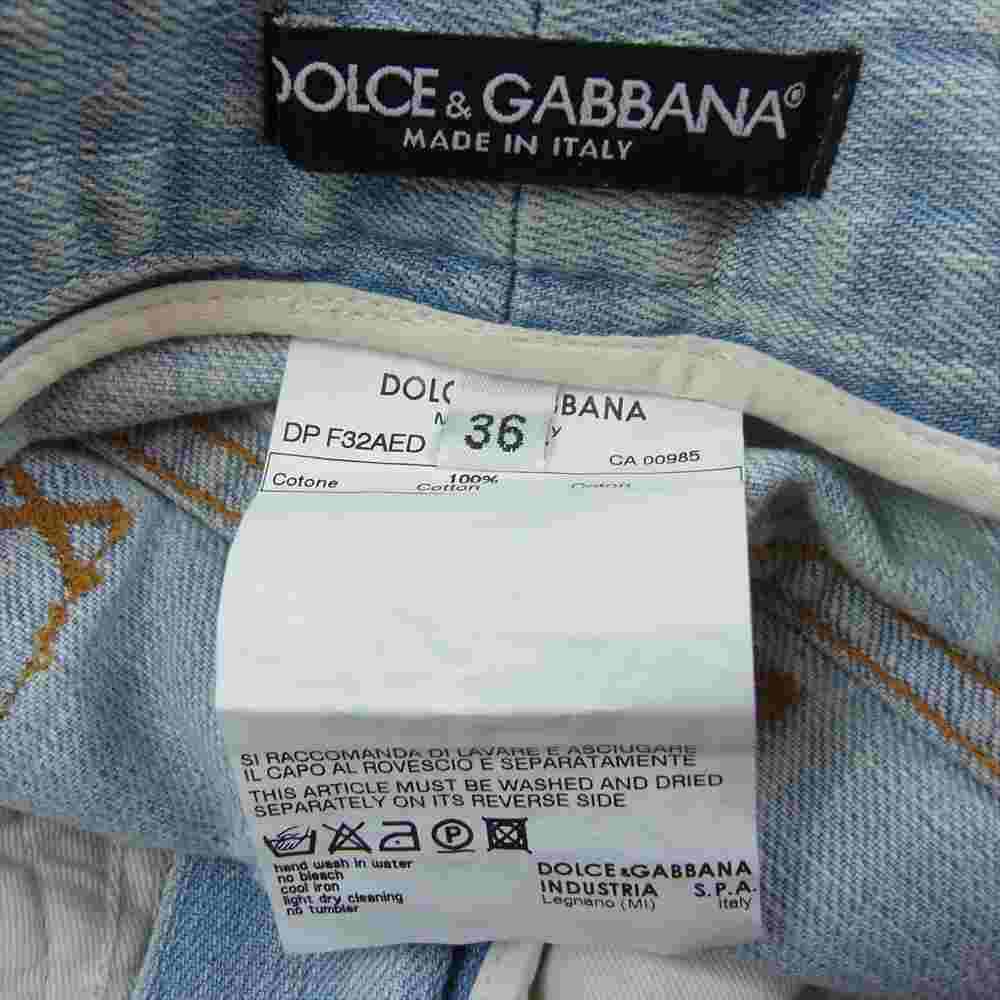 DOLCE & GABBANA®
MADE IN ITALY
DOLC BBANA
36
DP F32AED
CA 00985
Cotone 100% Cotton
SI RACCOMANDA DI LAVARE E ASCIUGARE
IL CAPO AL ROVESCIO E SEPARATAMENTE
THIS ARTICLE MUST BE WASHED AND DRIED
SEPARATELY ON ITS REVERSE SIDE
P
hand wash in water
no bleach
cool iron
light dry cleaning
no tumbler
DOLCE & GABBANA
INDUSTRIA S.P.A.
Legnano (MI) Italy